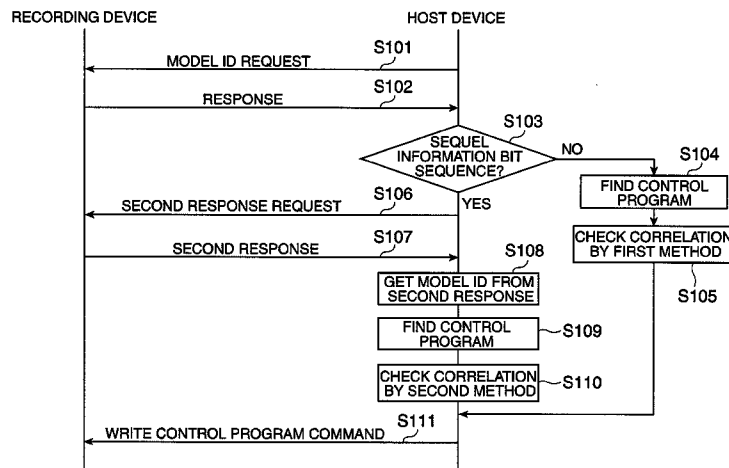 RECORDING DEVICE
HOST DEVICE
S101
MODEL ID REQUEST
S102
RESPONSE
S103
SEQUEL
INFORMATION BIT
SEQUENCE?
NO
YES
S104
FIND CONTROL
PROGRAM
CHECK CORRELATION
BY FIRST METHOD
S105
S106
SECOND RESPONSE REQUEST
S107
SECOND RESPONSE
S108
GET MODEL ID FROM
SECOND RESPONSE
FIND CONTROL
PROGRAM
S109
CHECK CORRELATION
BY SECOND METHOD
S110
S111
WRITE CONTROL PROGRAM COMMAND